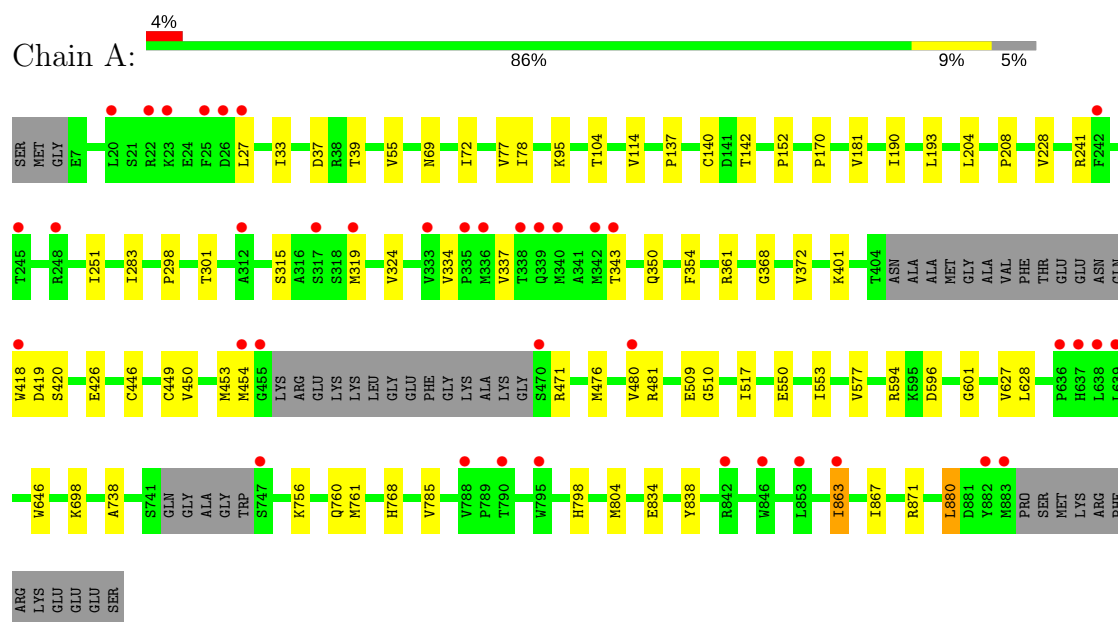 4%
Chain A:
86% 9% 5%
SER MET GLY E7 L20 S21 R22 K23 E24 F25 D26 L27 I33 D37 R38 T39 V55 N69 I72 V77 I78 K95 T104 V114 P137 C140 D141 T142 P152 P170 V181 I190 L193 L204 P208 V228 R241 F242
T245 R248 I251 I283 P298 T301 A312 S315 A316 S317 S318 M319 V324 V333 V334 P335 M336 V337 T338 Q339 M340 A341 M342 T343 Q350 F354 R361 G368 V372 K401 T404 ASN ALA ALA MET GLY ALA VAL PHE THR GLU GLU ASN GLN
W418 D419 S420 E426 C446 C449 V450 M453 M454 G455 LYS ARG GLU LYS LYS LEU GLY GLU PHE GLY LYS ALA LYS GLY S470 R471 M476 V480 R481 E509 G510 I517 E550 I553 V577 R594 K595 D596 G601 V627 L628 P636 H637 L638 L639
W646 K698 A738 S741 GLN GLY ALA GLY TRP S747 K756 Q760 M761 H768 V785 V788 P789 T790 W795 H798 M804 E834 Y838 R842 W846 L853 I863 I867 R871 L880 D881 Y882 M883 PRO SER MET LYS ARG PHE
ARG LYS GLU GLU GLU SER